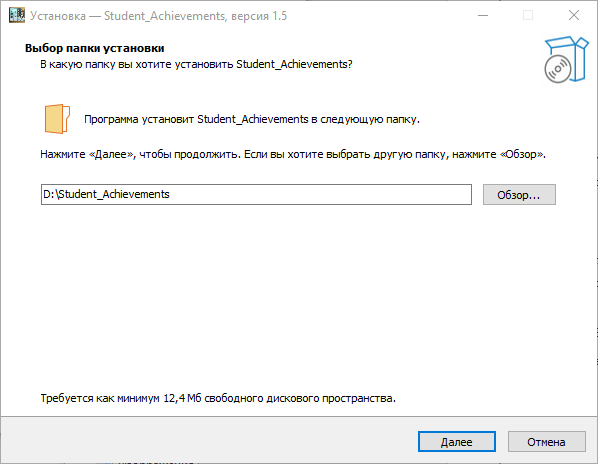 Установка — Student_Achievements, версия 1.5
Выбор папки установки
В какую папку вы хотите установить Student_Achievements?
Программа установит Student_Achievements в следующую папку.
Нажмите «Далее», чтобы продолжить. Если вы хотите выбрать другую папку, нажмите «Обзор».
D:\Student_Achievements
Обзор...
Требуется как минимум 12,4 Мб свободного дискового пространства.
Далее
Отмена